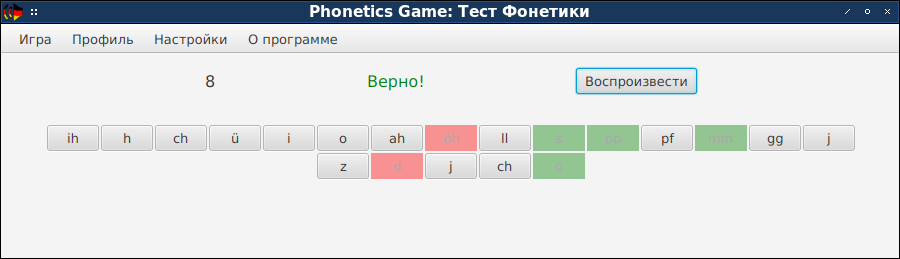 Phonetics Game: Тест Фонетики
Игра Профиль Настройки О программе
8 Верно! Воспроизвести
ih h ch ü i o ah öh ll s pp pf mm gg j
z d j ch g